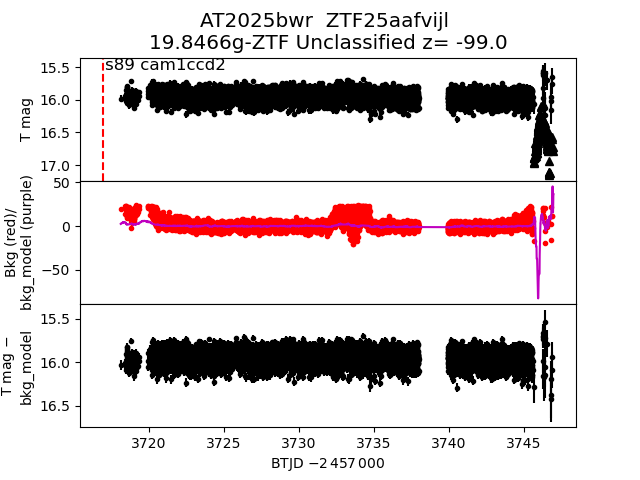 AT2025bwr  ZTF25aafvijl
19.8466g-ZTF Unclassified z= -99.0
s89 cam1ccd2
15.5
16.0
16.5
17.0
T mag
50
0
−50
Bkg (red)/
bkg_model (purple)
15.5
16.0
16.5
T mag −
bkg_model
3720
3725
3730
3735
3740
3745
BTJD −2 457 000